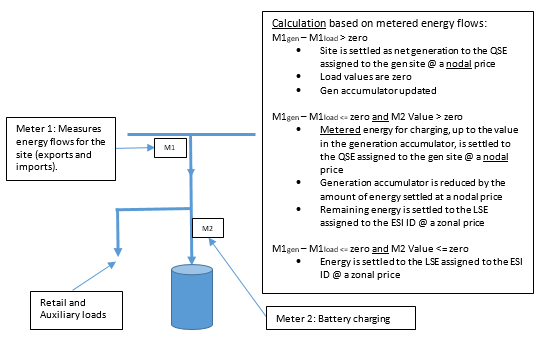 Calculation based on metered energy flows:
M1gen – M1load > zero
• Site is settled as net generation to the QSE
assigned to the gen site @ a nodal price
• Load values are zero
• Gen accumulator updated
M1gen – M1load <= zero and M2 Value > zero
• Metered energy for charging, up to the value
in the generation accumulator, is settled to
the QSE assigned to the gen site @ a nodal
price
• Generation accumulator is reduced by the
amount of energy settled at a nodal price
• Remaining energy is settled to the LSE
assigned to the ESI ID @ a zonal price
M1gen – M1load <= zero and M2 Value <= zero
• Energy is settled to the LSE assigned to the ESI
ID @ a zonal price
Meter 1: Measures
energy flows for the
site (exports and
imports).
M1
M2
Retail and
Auxiliary loads
Meter 2: Battery charging